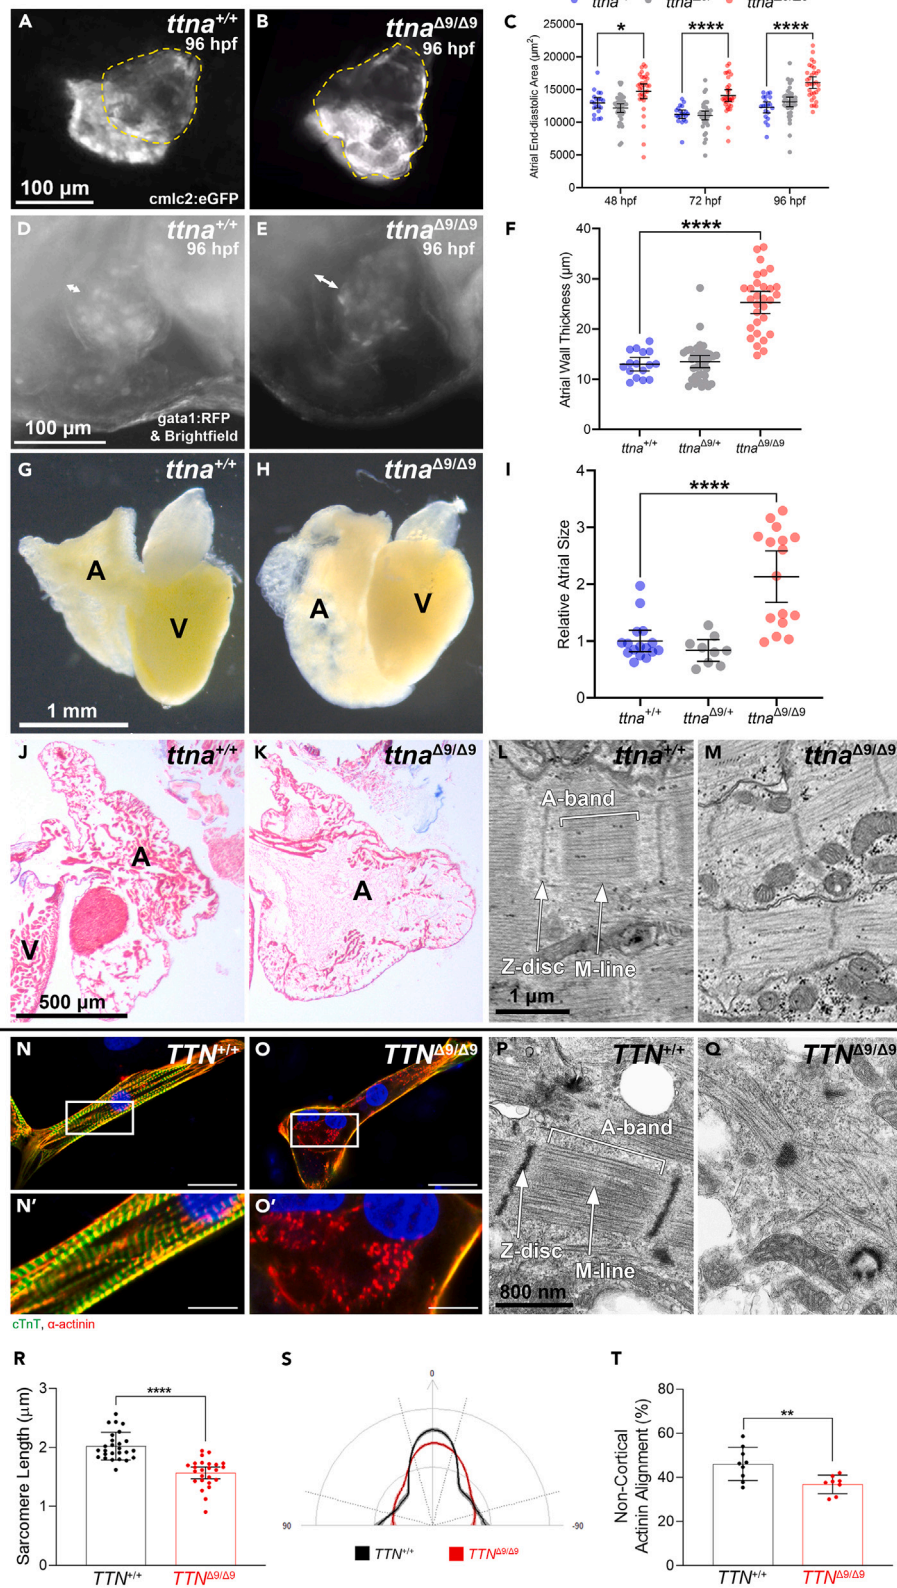 A
ttna+/+
96 hpf
100 µm
cmlc2:eGFP
B
ttnaΔ9/Δ9
96 hpf
C
Atrial End-diastolic Area (µm²)
25000
20000
15000
10000
5000
0
*
****
****
48 hpf
72 hpf
96 hpf
D
ttna+/+
96 hpf
100 µm
gata1:RFP
& Brightfield
E
ttnaΔ9/Δ9
96 hpf
F
Atrial Wall Thickness (µm)
40
30
20
10
0
****
ttna+/+
ttnaΔ9/+
ttnaΔ9/Δ9
G
ttna+/+
A
V
1 mm
H
ttnaΔ9/Δ9
A
V
I
Relative Atrial Size
4
3
2
1
0
****
ttna+/+
ttnaΔ9/+
ttnaΔ9/Δ9
J
ttna+/+
A
V
500 µm
K
ttnaΔ9/Δ9
A
L
ttna+/+
A-band
Z-disc
M-line
1 µm
M
ttnaΔ9/Δ9
N
TTN+/+
O
TTNΔ9/Δ9
N'
O'
cTnT, α-actinin
P
TTN+/+
A-band
Z-disc
M-line
800 nm
Q
TTNΔ9/Δ9
R
Sarcomere Length (µm)
3
2
1
0
****
TTN+/+
TTNΔ9/Δ9
S
0
90
-90
TTN+/+
TTNΔ9/Δ9
T
Non-Cortical
Actinin Alignment (%)
80
60
40
20
0
**
TTN+/+
TTNΔ9/Δ9